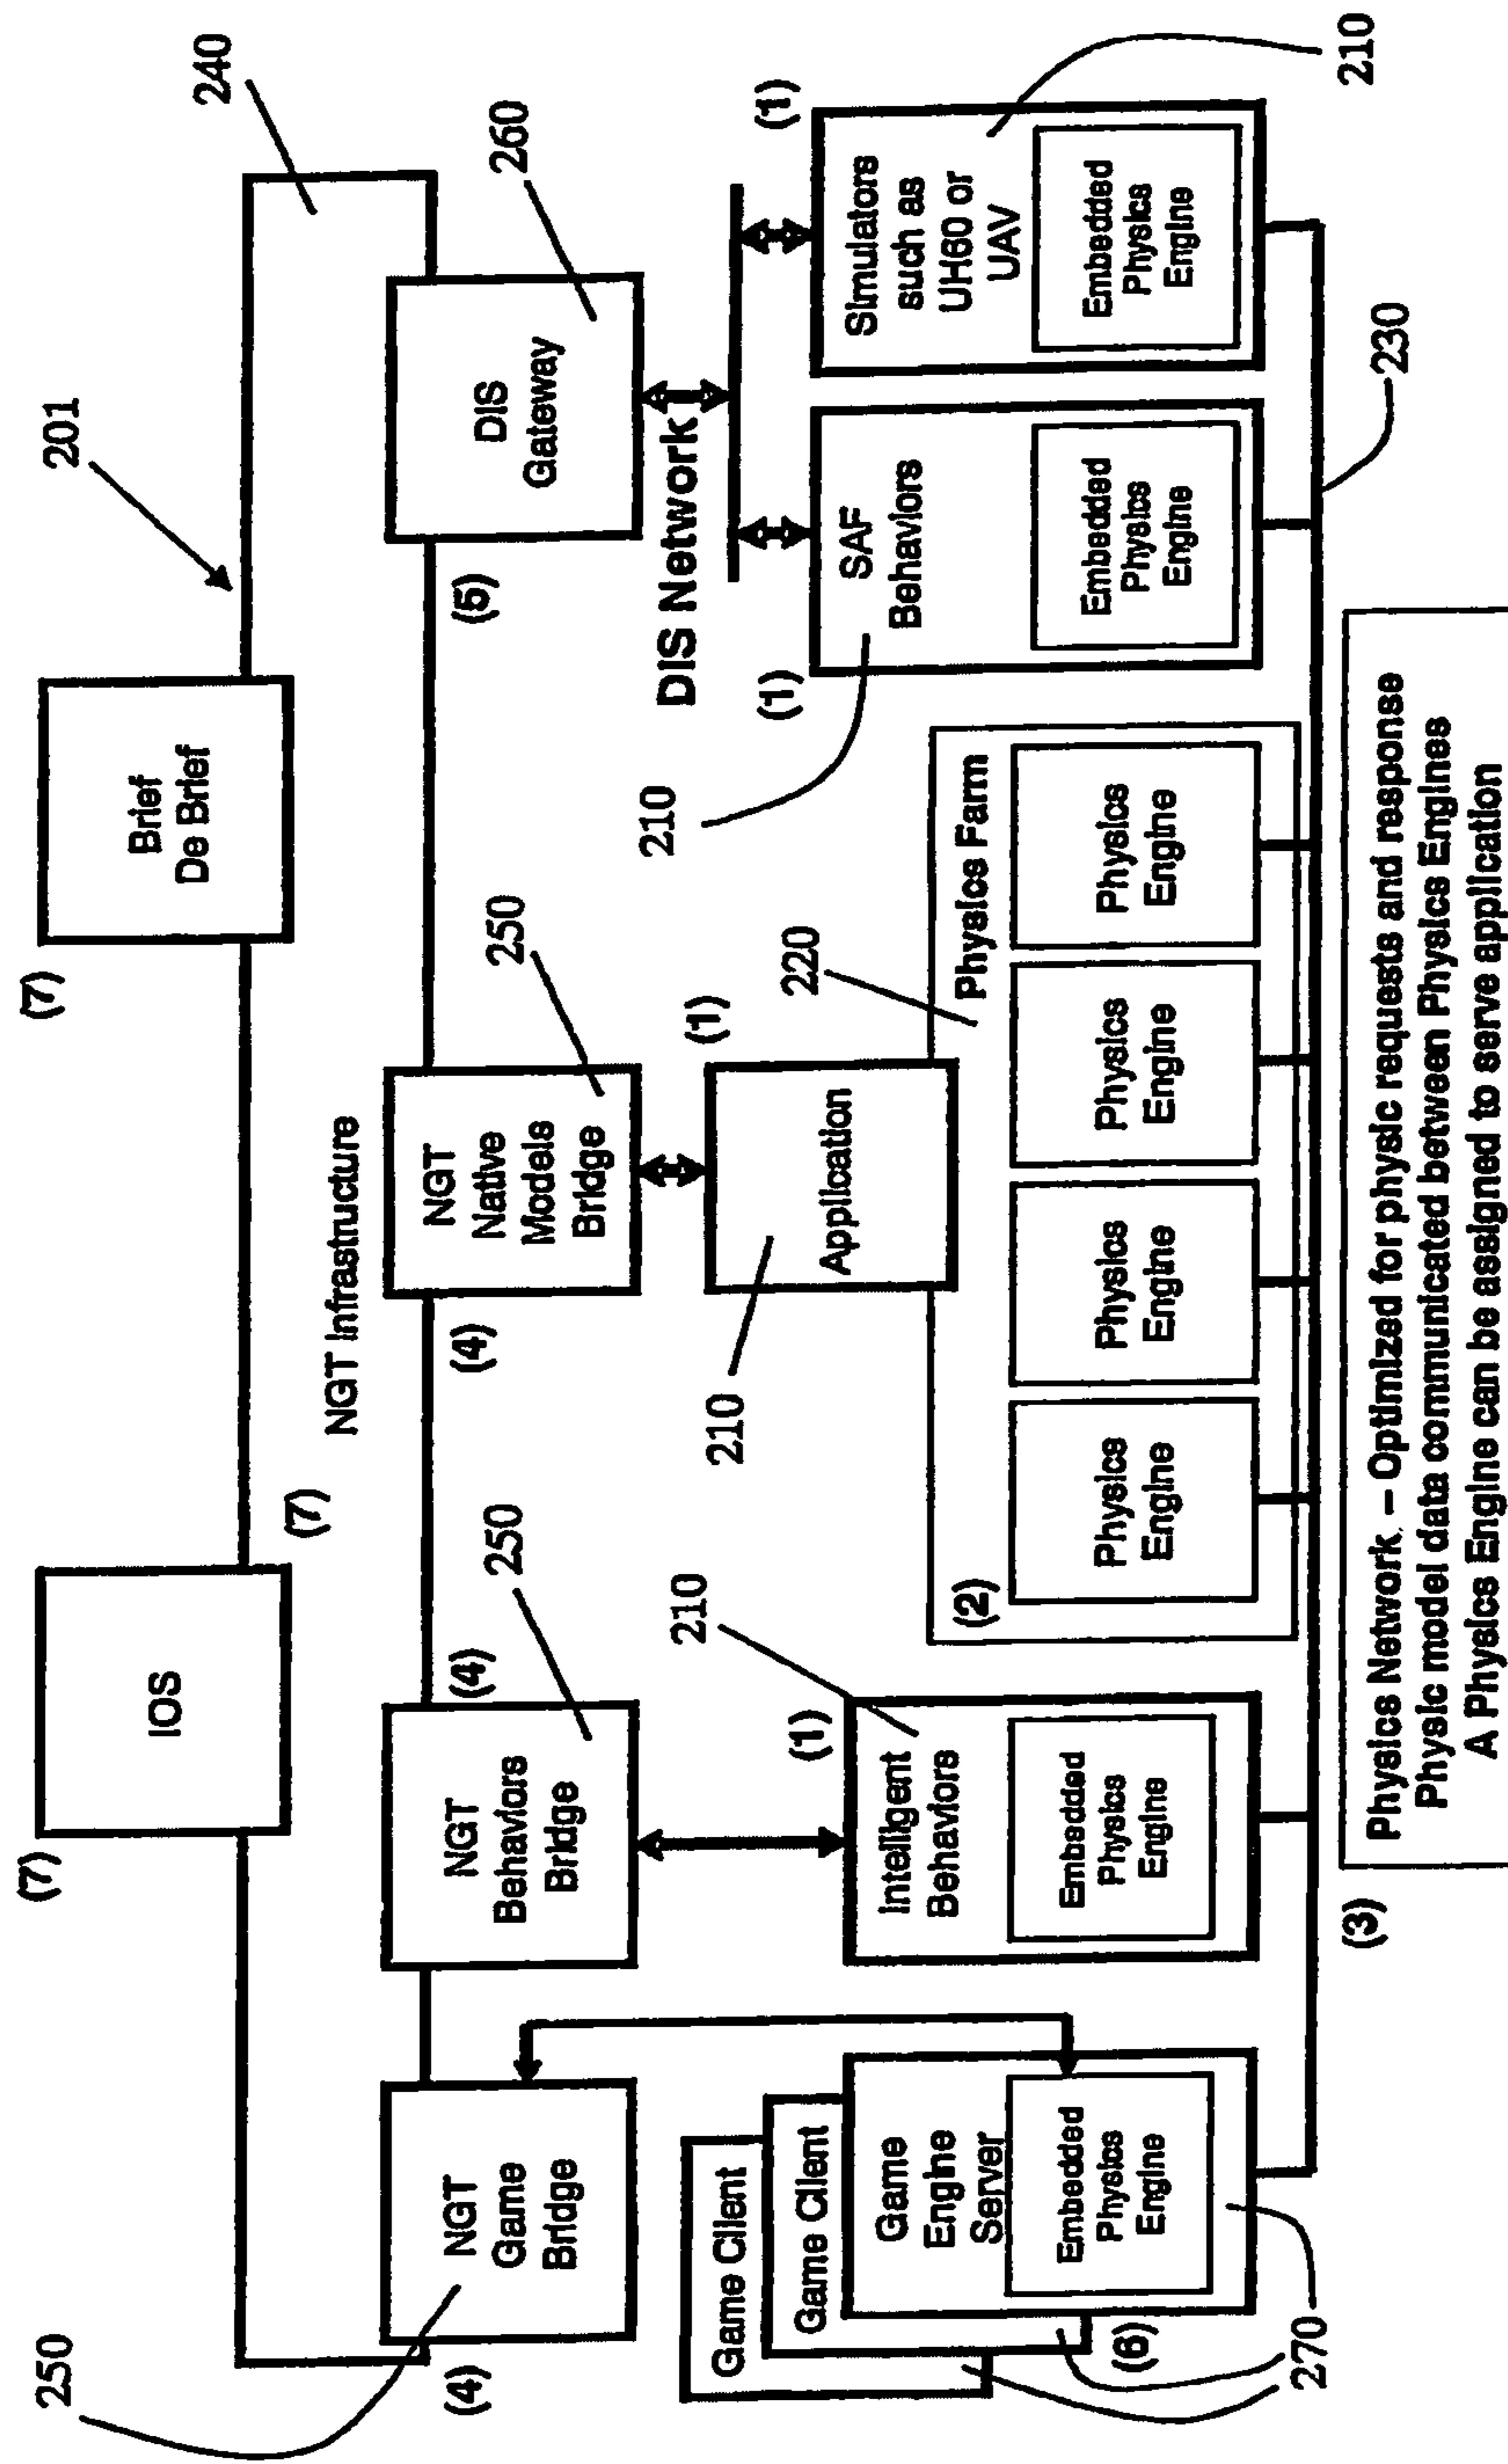 201
240
(7)
IOS
(7)
(7)
Brief
De Brief
NGT Infrastructure
250
(4)
NGT
Game
Bridge
NGT
Behaviors
Bridge
(4)
250
(4)
NGT
Native
Models
Bridge
250
(5)
DIS
Gateway
260
DIS Network
Game Client
Game Client
Game
Engine
Server
Embedded
Physics
Engine
(6)
270
210
(1)
Intelligent
Behaviors
Embedded
Physics
Engine
210
Application
(1)
220
(2)
Physics Farm
Physics
Engine
Physics
Engine
Physics
Engine
Physics
Engine
210
(1)
SAF
Behaviors
Embedded
Physics
Engine
(1)
Simulators
such as
UH60 or
UAV
Embedded
Physics
Engine
210
230
(3)
Physics Network – Optimized for physic requests and response
Physic model data communicated between Physics Engines
A Physics Engine can be assigned to serve application